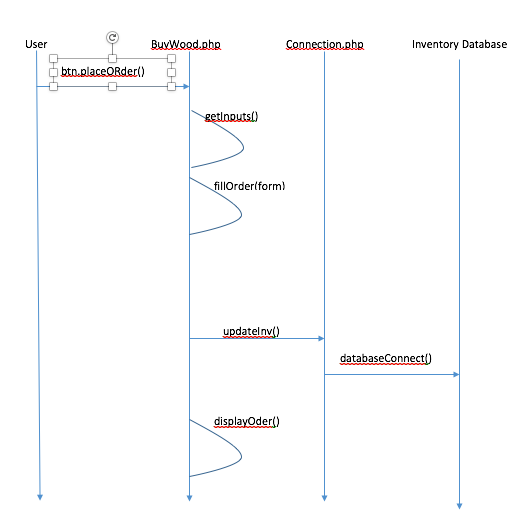 User
BuyWood.php
Connection.php
Inventory Database
btn.placeORder()
getInputs()
fillOrder(form)
updateInv()
databaseConnect()
displayOder()